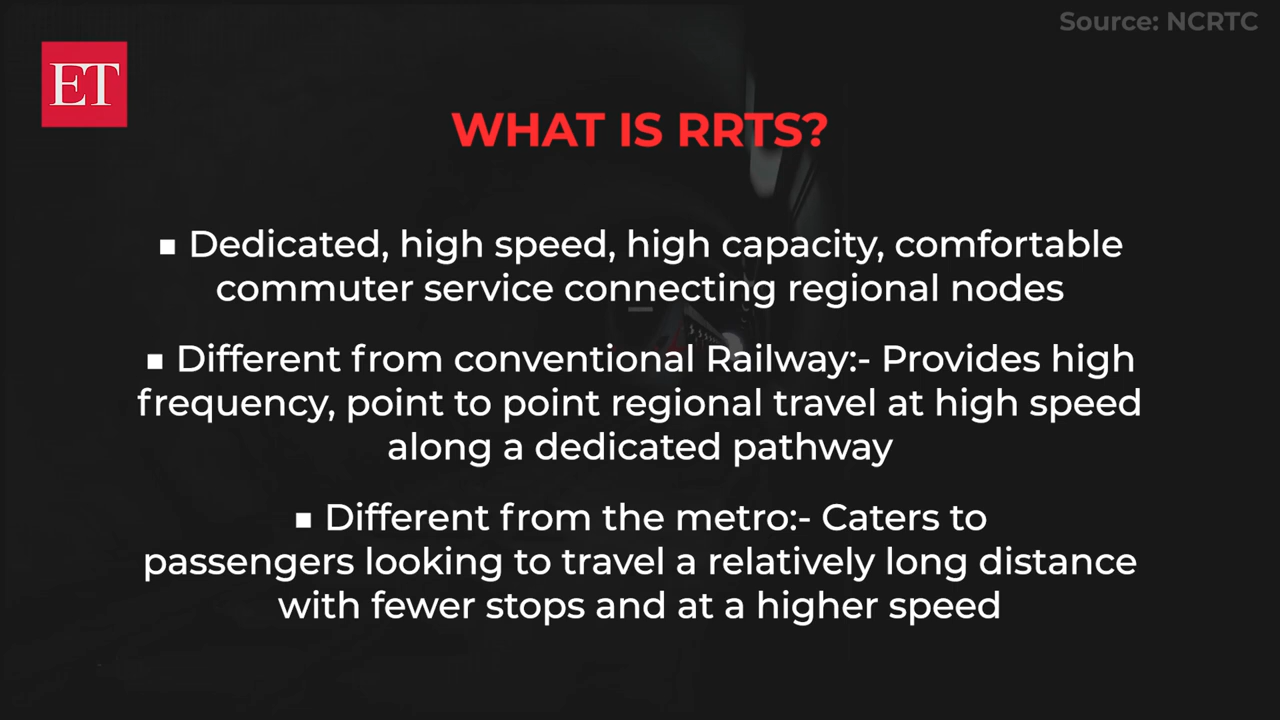 Source: NCRTC
ET
WHAT IS RRTS?
▪ Dedicated, high speed, high capacity, comfortable
commuter service connecting regional nodes
▪ Different from conventional Railway:- Provides high
frequency, point to point regional travel at high speed
along a dedicated pathway
▪ Different from the metro:- Caters to
passengers looking to travel a relatively long distance
with fewer stops and at a higher speed